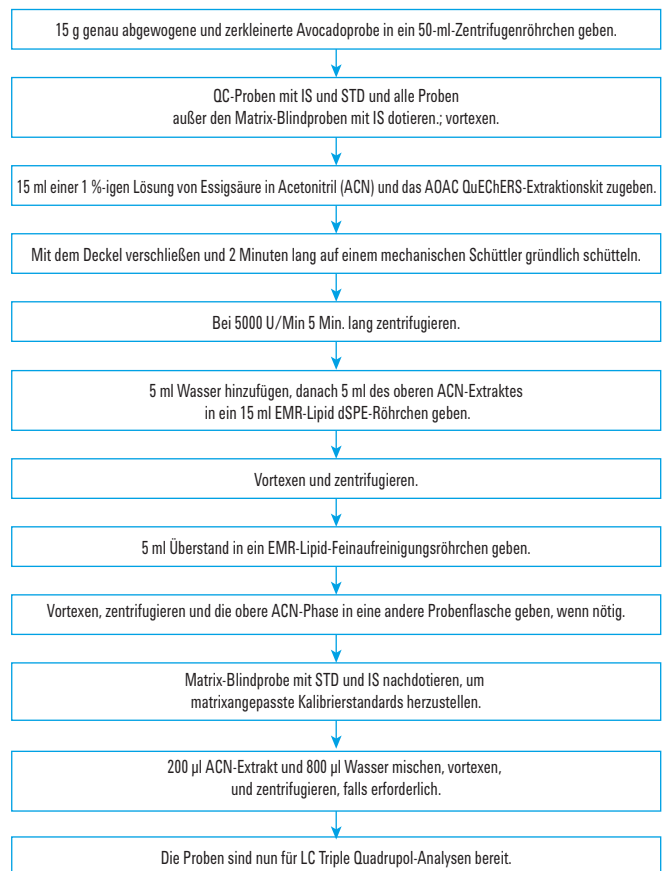 15 g genau abgewogene und zerkleinerte Avocadoprobe in ein 50-ml-Zentrifugenröhrchen geben.
QC-Proben mit IS und STD und alle Proben
außer den Matrix-Blindproben mit IS dotieren.; vortexen.
15 ml einer 1 %-igen Lösung von Essigsäure in Acetonitril (ACN) und das AOAC QuEChERS-Extraktionskit zugeben.
Mit dem Deckel verschließen und 2 Minuten lang auf einem mechanischen Schüttler gründlich schütteln.
Bei 5000 U/Min 5 Min. lang zentrifugieren.
5 ml Wasser hinzufügen, danach 5 ml des oberen ACN-Extraktes
in ein 15 ml EMR-Lipid dSPE-Röhrchen geben.
Vortexen und zentrifugieren.
5 ml Überstand in ein EMR-Lipid-Feinaufreinigungsröhrchen geben.
Vortexen, zentrifugieren und die obere ACN-Phase in eine andere Probenflasche geben, wenn nötig.
Matrix-Blindprobe mit STD und IS nachdotieren, um
matrixangepasste Kalibrierstandards herzustellen.
200 µl ACN-Extrakt und 800 µl Wasser mischen, vortexen,
und zentrifugieren, falls erforderlich.
Die Proben sind nun für LC Triple Quadrupol-Analysen bereit.